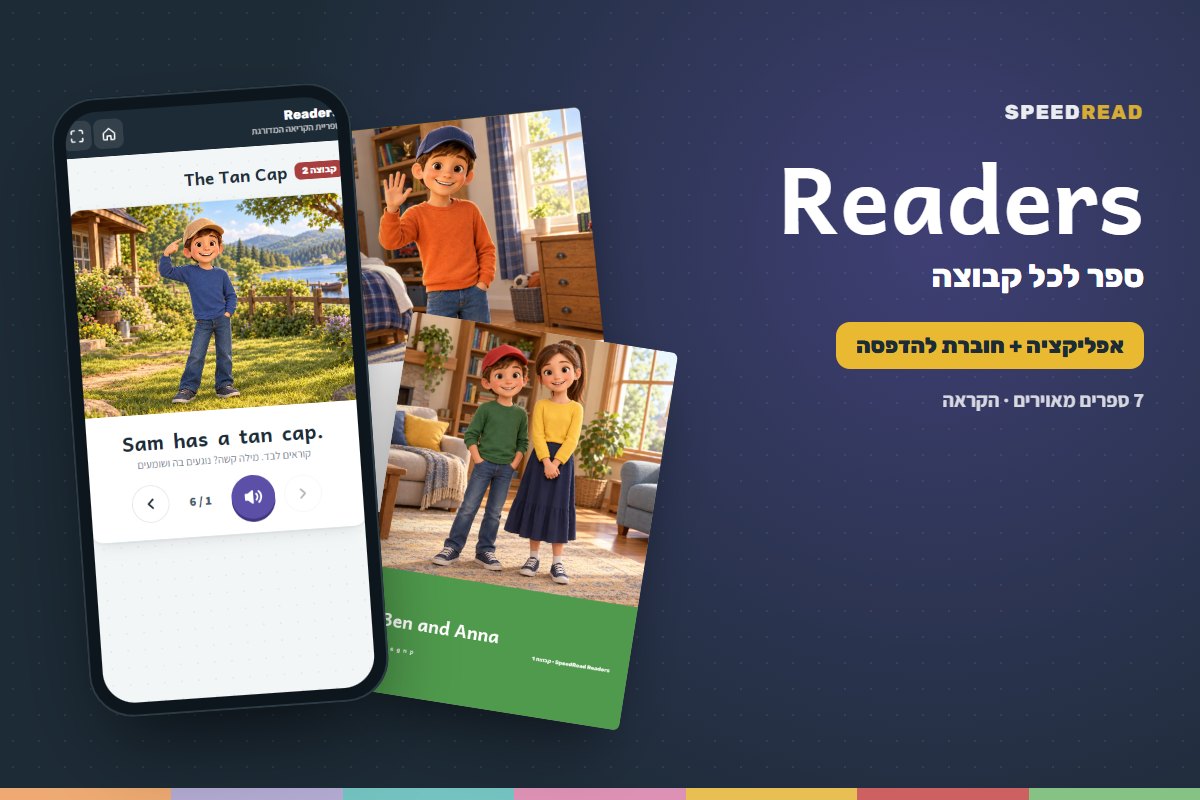 SPEEDREAD
Readers
ספר לכל קבוצה
אפליקציה + חוברת להדפסה
7 ספרים מאוירים · הקראה
Reader
ספריית הקריאה המדורגת
קבוצה 2
The Tan Cap
Sam has a tan cap.
קוראים לבד. מילה קשה? נוגעים בה ושומעים
6 / 1
Ben and Anna
s g n p
SpeedRead Readers · קבוצה 1